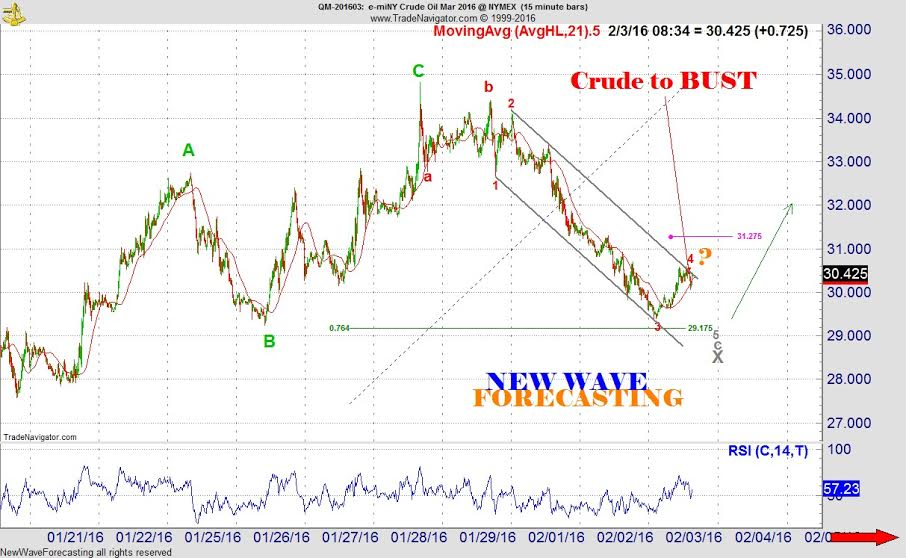 QM-201603: e-miNY Crude Oil Mar 2016 @ NYMEX (15 minute bars)
www.TradeNavigator.com © 1999-2016
MovingAvg (AvgHL,21).5 2/3/16 08:34 = 30.425 (+0.725)
36.000
35.000
34.000
33.000
32.000
31.000
30.425
30.000
29.000
28.000
27.000
Crude to BUST
A
B
C
a
b
1
2
3
4
?
31.275
0.764
29.175
5
c
X
NEW WAVE
FORECASTING
TradeNavigator.com
RSI (C,14,T)
100
57.23
01/21/16 01/22/16 01/25/16 01/26/16 01/27/16 01/28/16 01/29/16 02/01/16 02/02/16 02/03/16 02/04/16
NewWaveForecasting all rights reserved